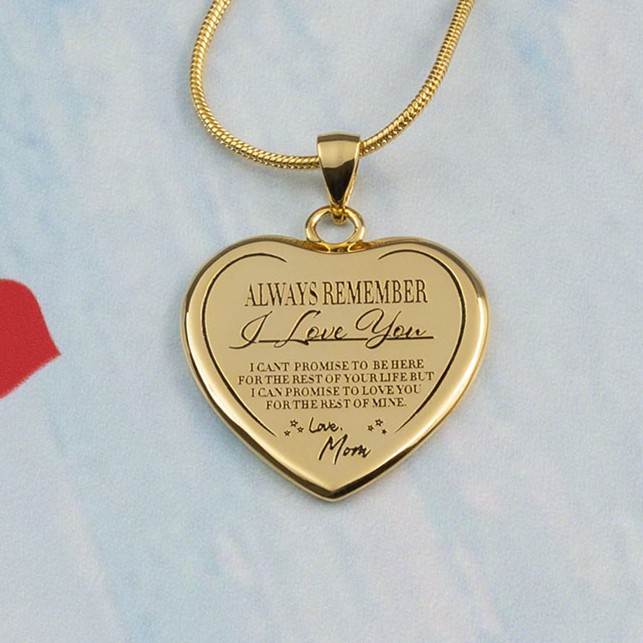 ALWAYS REMEMBER
I Love You
I CANT PROMISE TO BE HERE
FOR THE REST OF YOUR LIFE BUT
I CAN PROMISE TO LOVE YOU
FOR THE REST OF MINE.
Love,
Mom